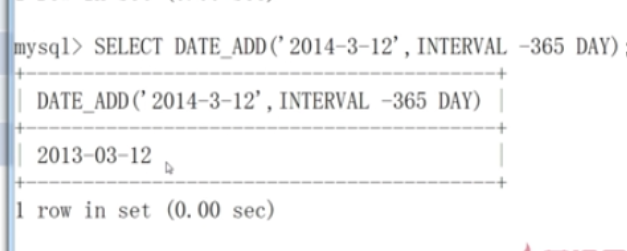 mysql> SELECT DATE_ADD('2014-3-12',INTERVAL -365 DAY);
+-----------------------------------------+
| DATE_ADD('2014-3-12',INTERVAL -365 DAY) |
+-----------------------------------------+
| 2013-03-12                              |
+-----------------------------------------+
1 row in set (0.00 sec)